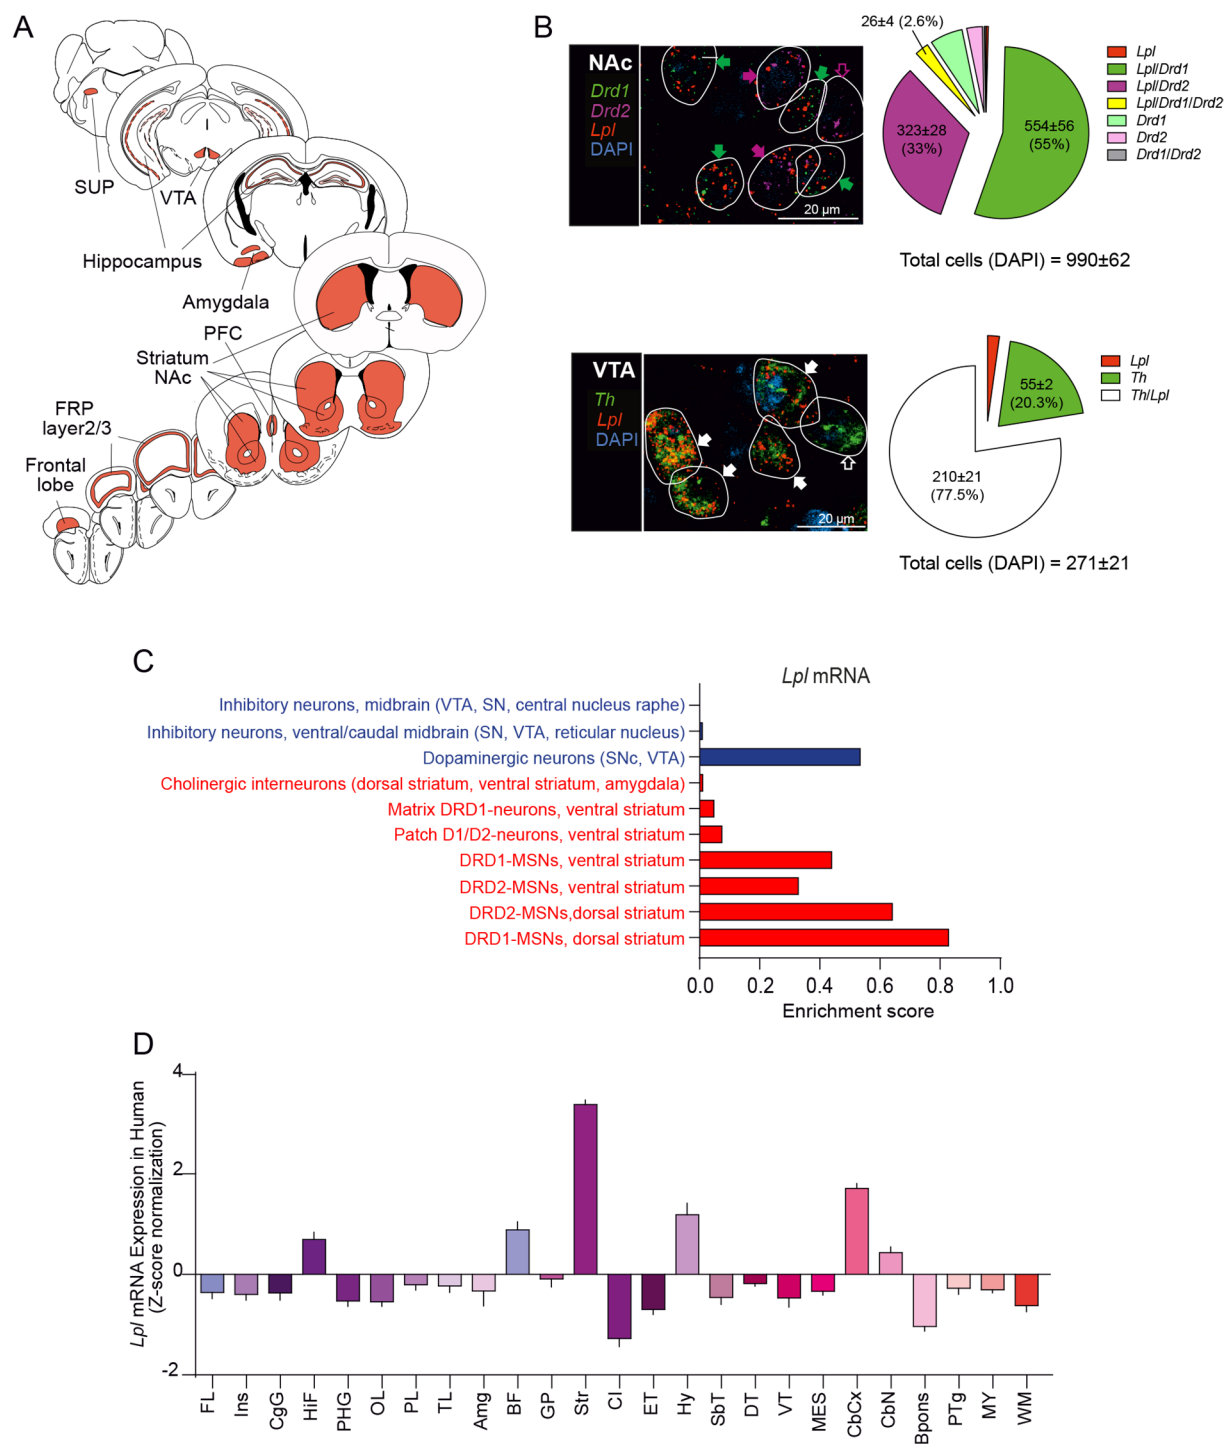 A
SUP
VTA
Hippocampus
Amygdala
PFC
Striatum
NAc
FRP
layer2/3
Frontal
lobe
B
NAc
Drd1
Drd2
Lpl
DAPI
20 µm
26±4 (2.6%)
323±28
(33%)
554±56
(55%)
Lpl
Lpl/Drd1
Lpl/Drd2
Lpl/Drd1/Drd2
Drd1
Drd2
Drd1/Drd2
Total cells (DAPI) = 990±62
VTA
Th
Lpl
DAPI
20 µm
55±2
(20.3%)
210±21
(77.5%)
Lpl
Th
Th/Lpl
Total cells (DAPI) = 271±21
C
Lpl mRNA
Inhibitory neurons, midbrain (VTA, SN, central nucleus raphe)
Inhibitory neurons, ventral/caudal midbrain (SN, VTA, reticular nucleus)
Dopaminergic neurons (SNc, VTA)
Cholinergic interneurons (dorsal striatum, ventral striatum, amygdala)
Matrix DRD1-neurons, ventral striatum
Patch D1/D2-neurons, ventral striatum
DRD1-MSNs, ventral striatum
DRD2-MSNs, ventral striatum
DRD2-MSNs,dorsal striatum
DRD1-MSNs, dorsal striatum
0.0 0.2 0.4 0.6 0.8 1.0
Enrichment score
D
Lpl mRNA Expression in Human
(Z-score normalization)
4
2
0
-2
FL Ins CgG HiF PHG OL PL TL Amg BF GP Str Cl ET Hy SbT DT VT MES CbCx CbN Bpons PTg MY WM